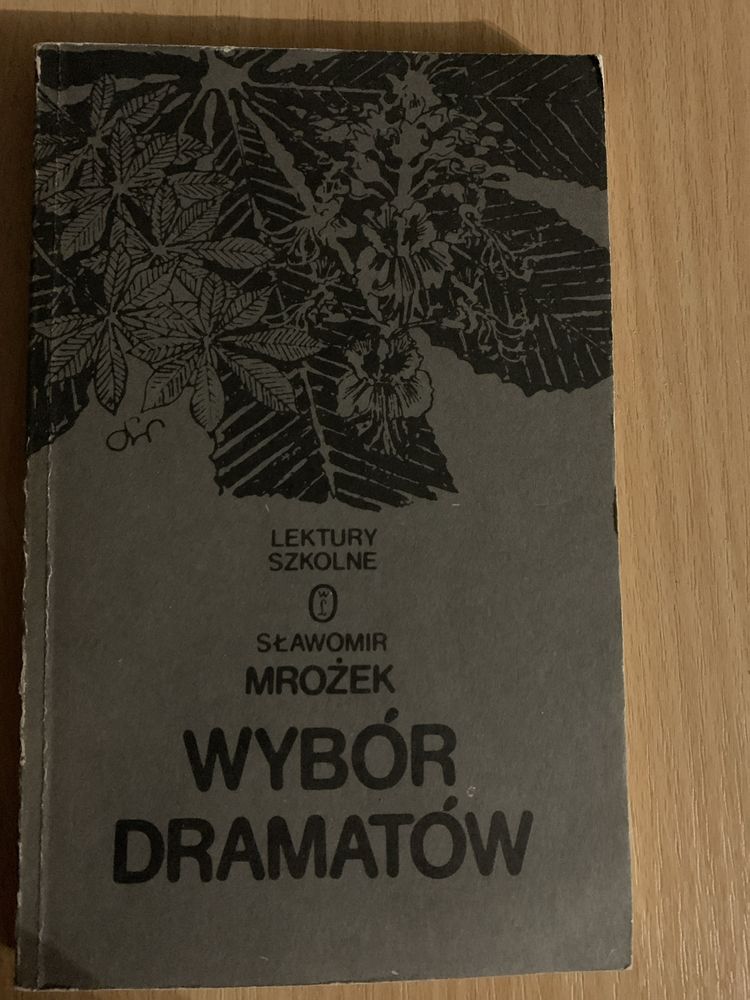 LEKTURY
SZKOLNE
SŁAWOMIR
MROŻEK
WYBÓR
DRAMATÓW